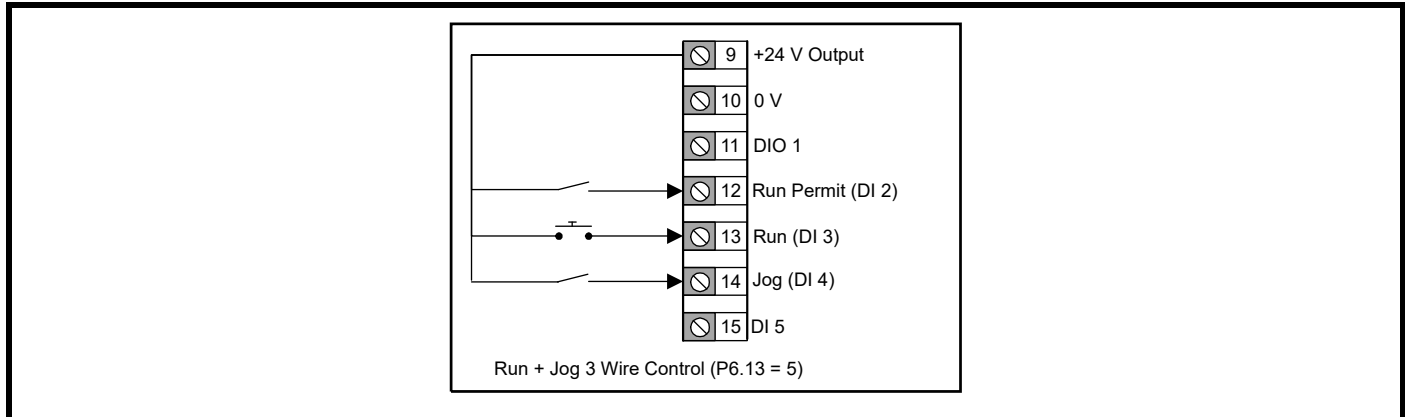 9 +24 V Output
10 0 V
11 DIO 1
12 Run Permit (DI 2)
13 Run (DI 3)
14 Jog (DI 4)
15 DI 5
Run + Jog 3 Wire Control (P6.13 = 5)